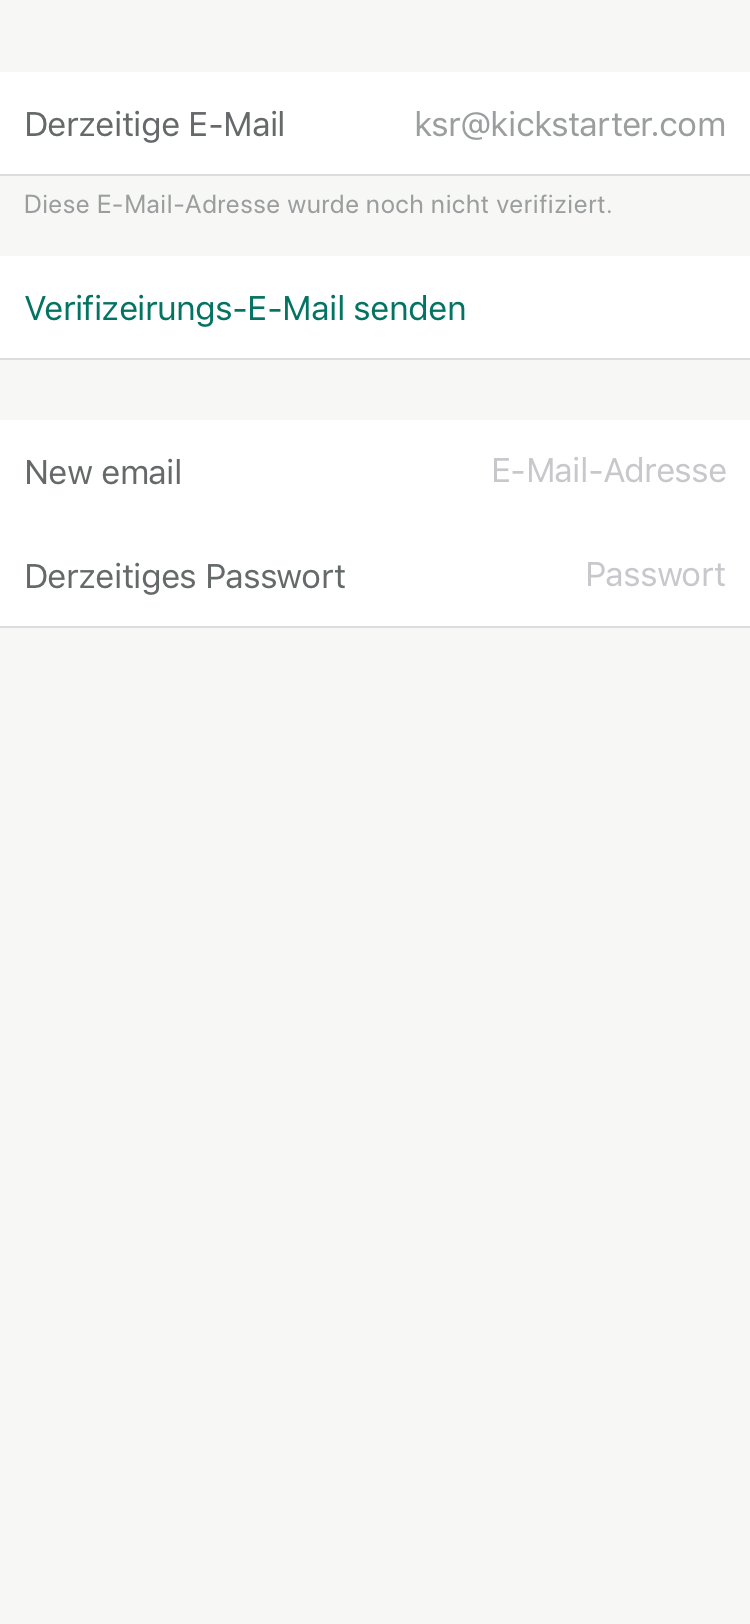 Derzeitige E-Mail ksr@kickstarter.com
Diese E-Mail-Adresse wurde noch nicht verifiziert.
Verifizeirungs-E-Mail senden
New email E-Mail-Adresse
Derzeitiges Passwort Passwort